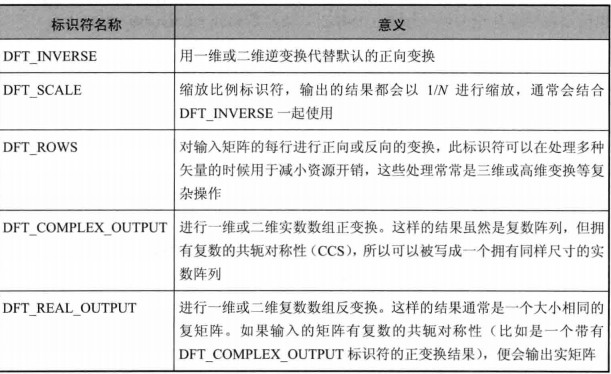 标识符名称 意义
DFT_INVERSE 用一维或二维逆变换代替默认的正向变换
DFT_SCALE 缩放比例标识符，输出的结果都会以 1/N 进行缩放，通常会结合
DFT_INVERSE 一起使用
DFT_ROWS 对输入矩阵的每行进行正向或反向的变换，此标识符可以在处理多种
矢量的时候用于减小资源开销，这些处理常常是三维或高维变换等复
杂操作
DFT_COMPLEX_OUTPUT 进行一维或二维实数数组正变换。这样的结果虽然是复数阵列，但拥
有复数的共轭对称性（CCS），所以可以被写成一个拥有同样尺寸的实
数阵列
DFT_REAL_OUTPUT 进行一维或二维复数数组反变换。这样的结果通常是一个大小相同的
复矩阵。如果输入的矩阵有复数的共轭对称性（比如是一个带有
DFT_COMPLEX_OUTPUT 标识符的正变换结果），便会输出实矩阵